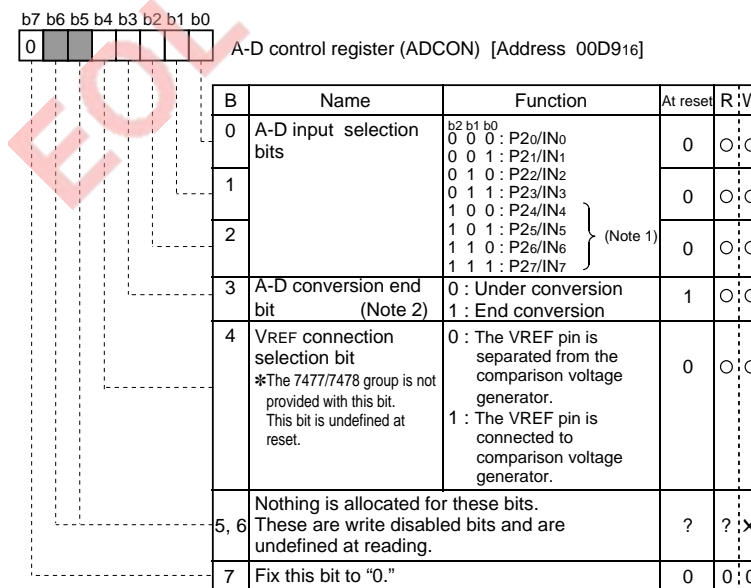 b7 b6 b5 b4 b3 b2 b1 b0
0
A-D control register (ADCON) [Address 00D916]
EOL
B Name Function At reset R W
0 A-D input selection bits
b2 b1 b0
0 0 0 : P20/IN0
0 0 1 : P21/IN1
0 1 0 : P22/IN2
0 1 1 : P23/IN3
1 0 0 : P24/IN4
1 0 1 : P25/IN5
1 1 0 : P26/IN6
1 1 1 : P27/IN7
(Note 1)
0 ○ ○
1
0 ○ ○
2
0 ○ ○
3 A-D conversion end
bit (Note 2)
0 : Under conversion
1 : End conversion
1 ○ ○
4 VREF connection
selection bit
✽The 7477/7478 group is not
provided with this bit.
This bit is undefined at
reset.
0 : The VREF pin is
separated from the
comparison voltage
generator.
1 : The VREF pin is
connected to
comparison voltage
generator.
0 ○ ○
5, 6
Nothing is allocated for these bits.
These are write disabled bits and are
undefined at reading.
? ? ×
7 Fix this bit to “0.” 0 0